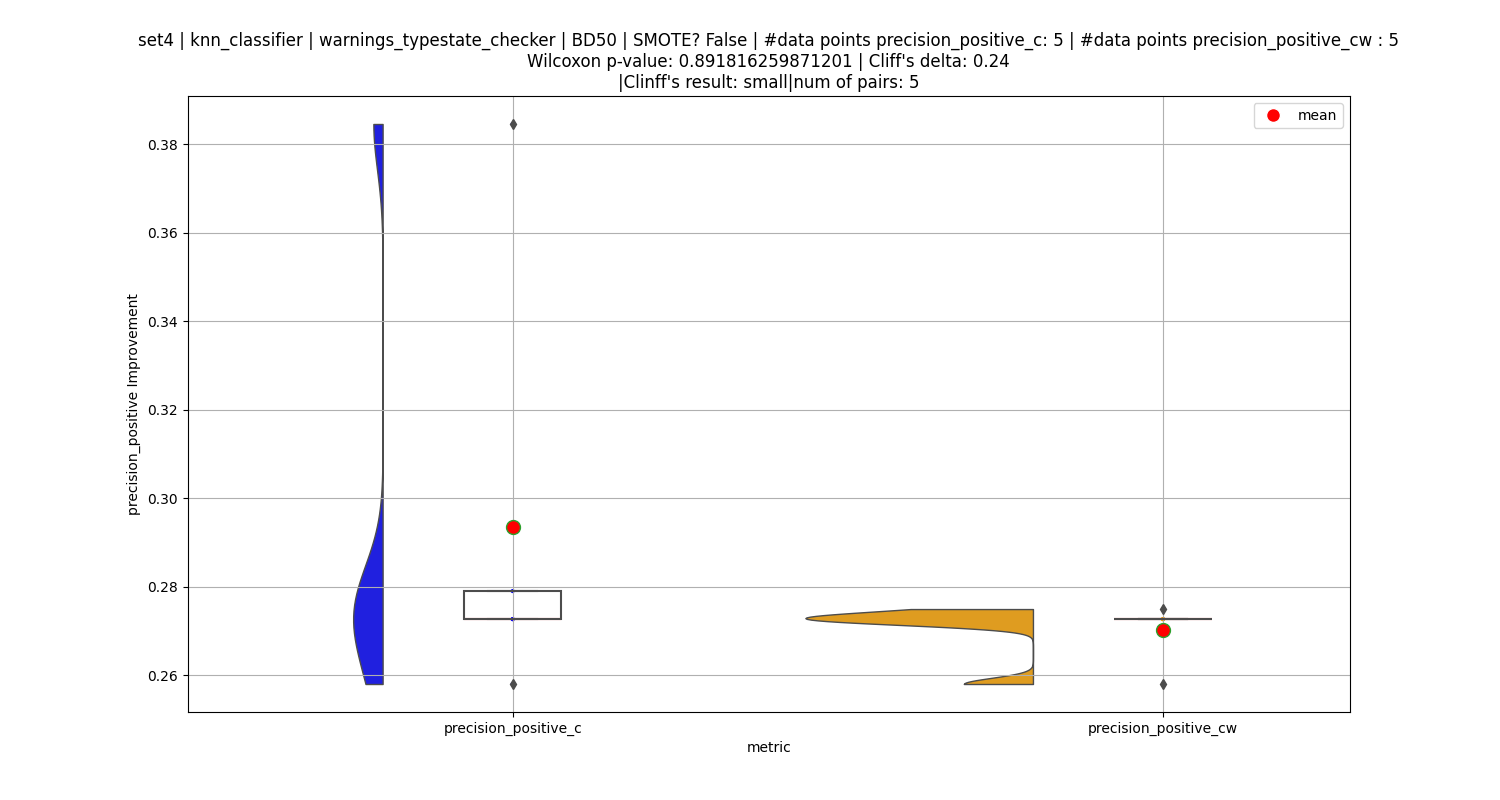 set4 | knn_classifier | warnings_typestate_checker | BD50 | SMOTE? False | #data points precision_positive_c: 5 | #data points precision_positive_cw : 5
Wilcoxon p-value: 0.891816259871201 | Cliff's delta: 0.24
|Clinff's result: small|num of pairs: 5
mean
0.38
0.36
0.34
0.32
0.30
0.28
0.26
precision_positive Improvement
precision_positive_c
precision_positive_cw
metric